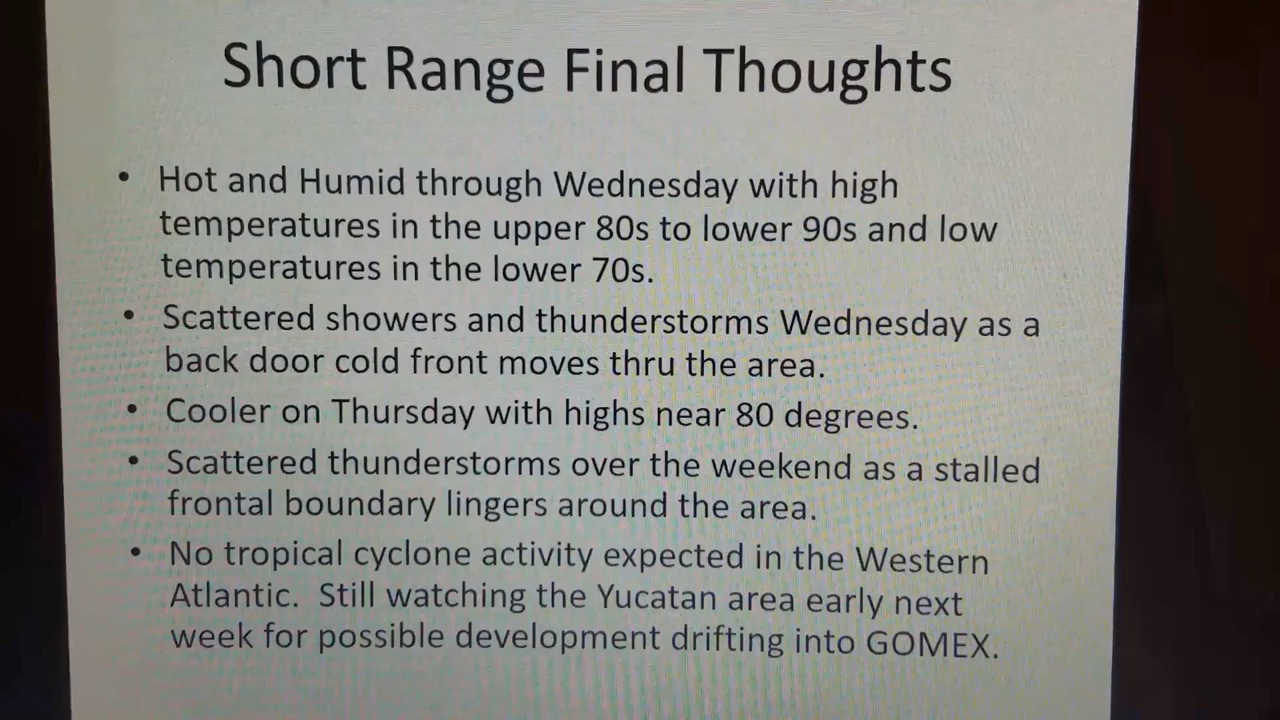 Short Range Final Thoughts
• Hot and Humid through Wednesday with high
temperatures in the upper 80s to lower 90s and low
temperatures in the lower 70s.
• Scattered showers and thunderstorms Wednesday as a
back door cold front moves thru the area.
• Cooler on Thursday with highs near 80 degrees.
• Scattered thunderstorms over the weekend as a stalled
frontal boundary lingers around the area.
• No tropical cyclone activity expected in the Western
Atlantic.  Still watching the Yucatan area early next
week for possible development drifting into GOMEX.